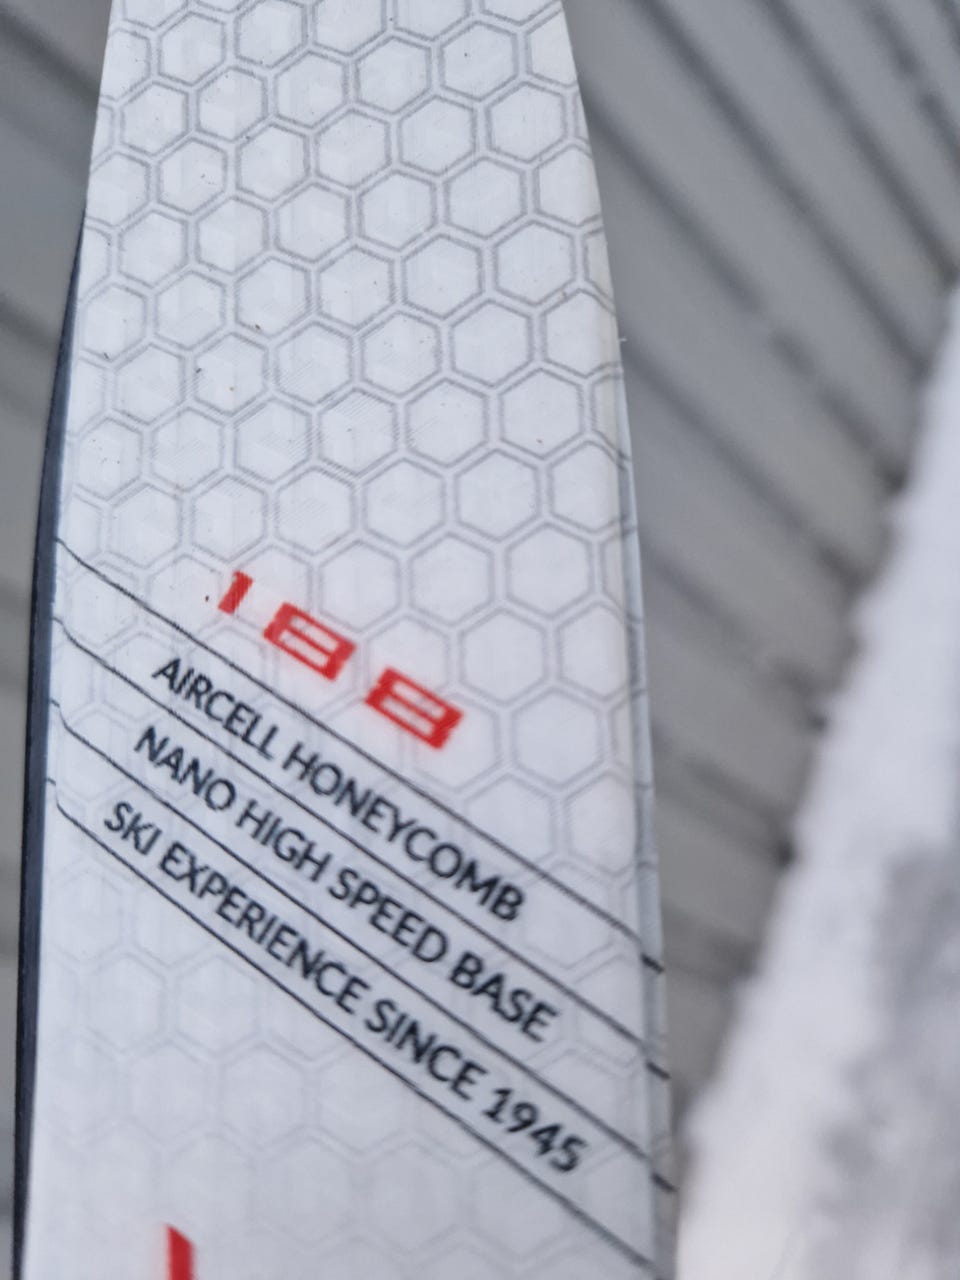 188
AIRCELL HONEYCOMB
NANO HIGH SPEED BASE
SKI EXPERIENCE SINCE 1945